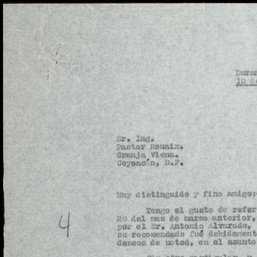 Sr. Ing.
Pastor Rouaix,
Granja Viena.
Coyoacán, D.F.
Muy distinguido y fino amigo:
Tengo el gusto de refer
20 del mes de marzo anterior,
por el Sr. Antonio Alvarado,
su recomendado fué debidament
deseos de usted, en el asunto
4